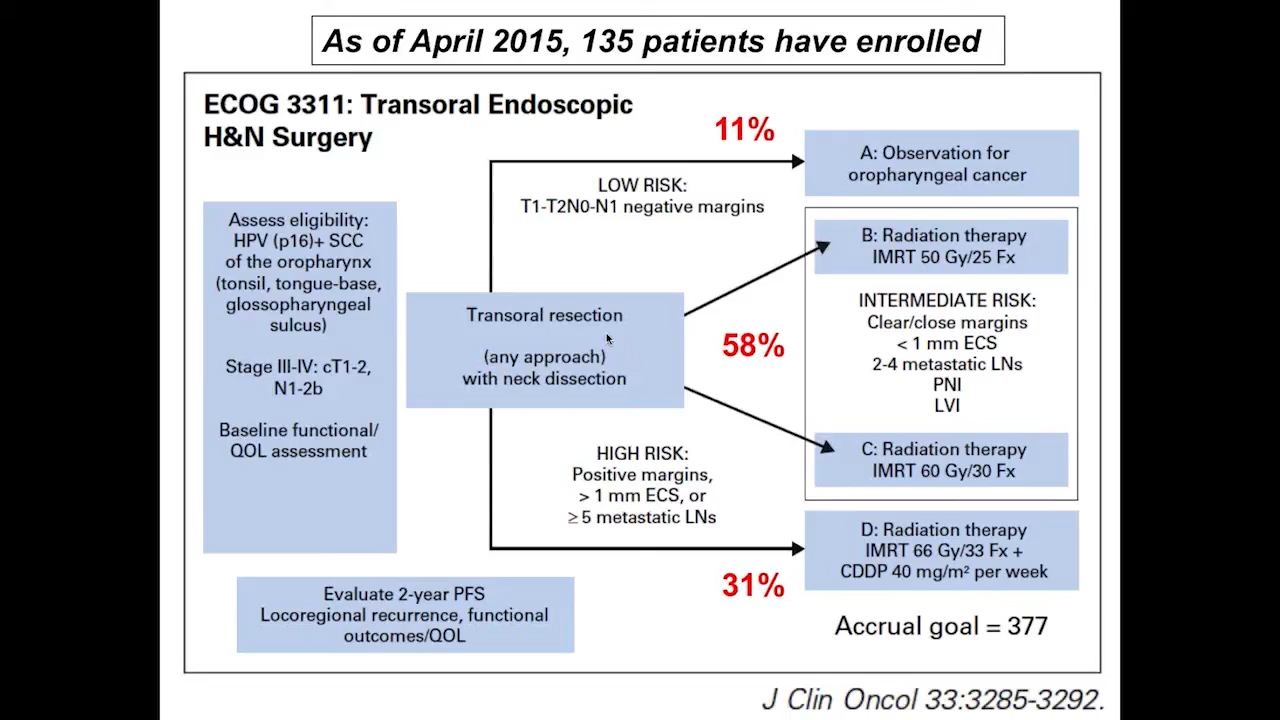 As of April 2015, 135 patients have enrolled
ECOG 3311: Transoral Endoscopic
H&N Surgery
11%
A: Observation for
oropharyngeal cancer
LOW RISK:
T1-T2N0-N1 negative margins
Assess eligibility:
HPV (p16)+ SCC
of the oropharynx
(tonsil, tongue-base,
glossopharyngeal
sulcus)
Stage III-IV: cT1-2,
N1-2b
Baseline functional/
QOL assessment
Transoral resection
(any approach)
with neck dissection
58%
B: Radiation therapy
IMRT 50 Gy/25 Fx
INTERMEDIATE RISK:
Clear/close margins
< 1 mm ECS
2-4 metastatic LNs
PNI
LVI
C: Radiation therapy
IMRT 60 Gy/30 Fx
HIGH RISK:
Positive margins,
> 1 mm ECS, or
≥ 5 metastatic LNs
31%
D: Radiation therapy
IMRT 66 Gy/33 Fx +
CDDP 40 mg/m² per week
Evaluate 2-year PFS
Locoregional recurrence, functional
outcomes/QOL
Accrual goal = 377
J Clin Oncol 33:3285-3292.